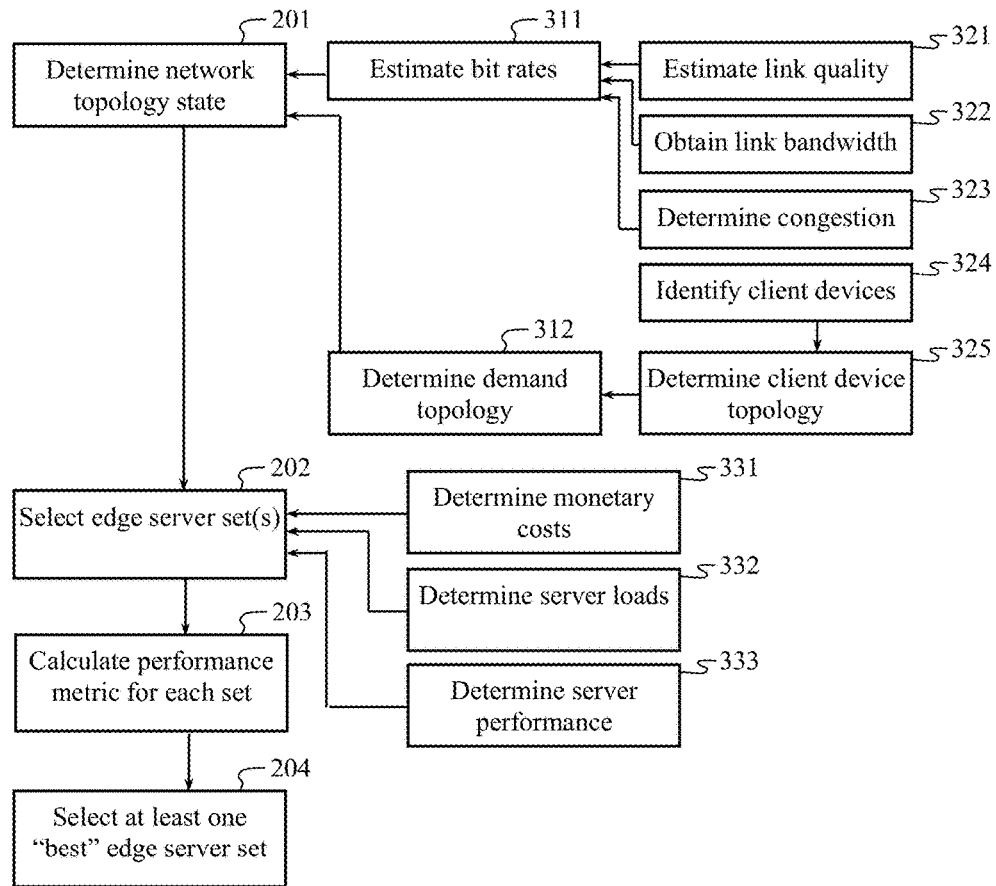 201
Determine network
topology state
311
Estimate bit rates
321
Estimate link quality
322
Obtain link bandwidth
323
Determine congestion
324
Identify client devices
312
Determine demand
topology
325
Determine client device
topology
202
Select edge server set(s)
331
Determine monetary
costs
332
Determine server loads
203
Calculate performance
metric for each set
333
Determine server
performance
204
Select at least one
“best” edge server set